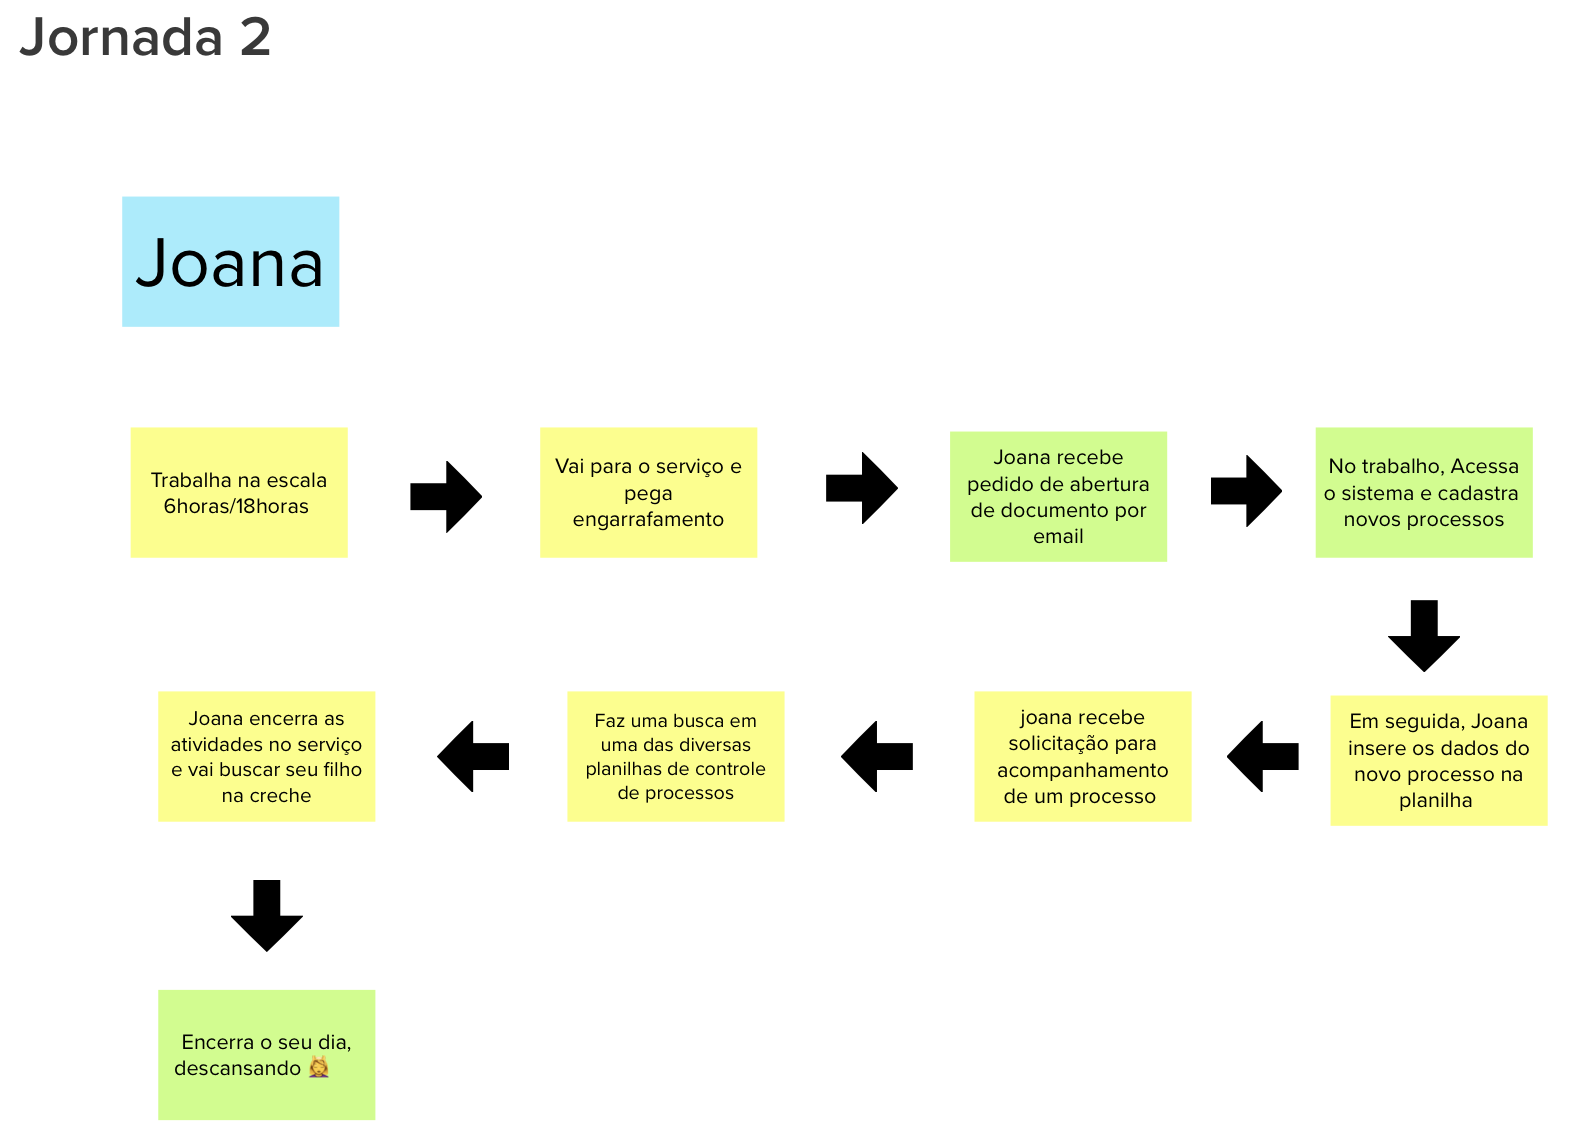 Jornada 2
Joana
Trabalha na escala
6horas/18horas
Vai para o serviço e
pega
engarrafamento
Joana recebe
pedido de abertura
de documento por
email
No trabalho, Acessa
o sistema e cadastra
novos processos
Em seguida, Joana
insere os dados do
novo processo na
planilha
joana recebe
solicitação para
acompanhamento
de um processo
Faz uma busca em
uma das diversas
planilhas de controle
de processos
Joana encerra as
atividades no serviço
e vai buscar seu filho
na creche
Encerra o seu dia,
descansando 💆‍♀️